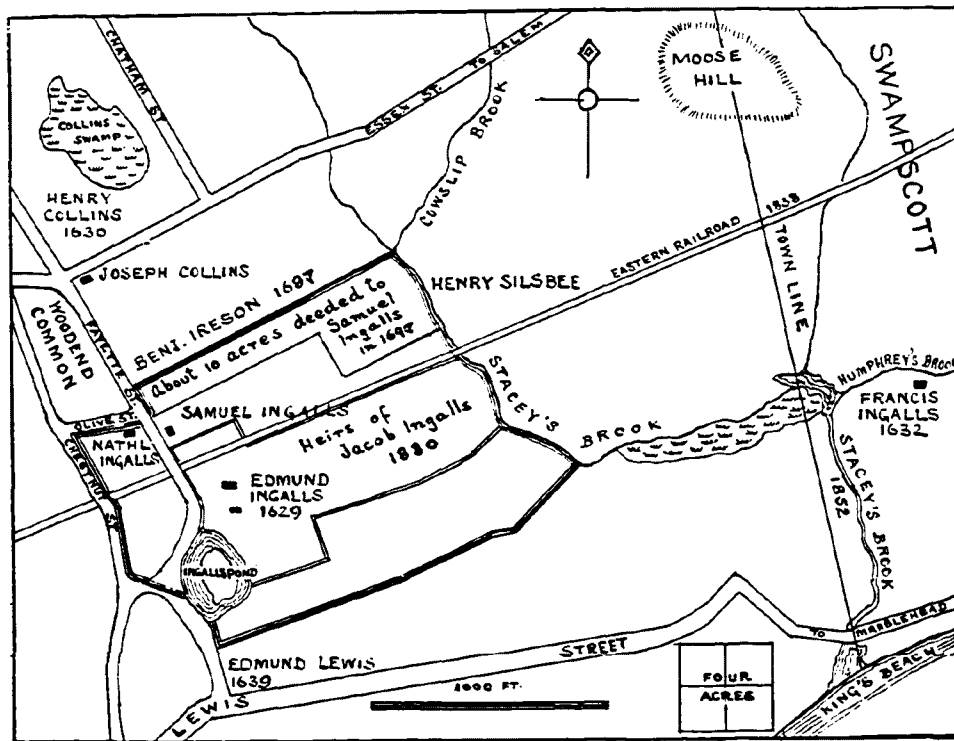 CHATHAM ST.
ESSEX ST. TO SALEM
COWSLIP BROOK
MOOSE
HILL
SWAMPSCOTT
COLLINS
SWAMP
HENRY
COLLINS
1630
JOSEPH COLLINS
BENJ. IRESON 1697
HENRY SILSBEE
EASTERN RAILROAD 1838
TOWN LINE
WOODEND
COMMON
FAYETTE ST.
About 10 acres deeded to
Samuel
Ingalls
in 1697
OLIVE ST.
SAMUEL INGALLS
NATHL.
INGALLS
CHESTNUT ST.
Heirs of
Jacob Ingalls
1830
STACEY'S
BROOK
HUMPHREY'S BROOK
FRANCIS
INGALLS
1632
EDMUND
INGALLS
1629
STACEY'S BROOK
1852
INGALLS POND
EDMUND LEWIS
1639
LEWIS
STREET
TO MARBLEHEAD
1000 FT.
FOUR
ACRES
KING'S BEACH